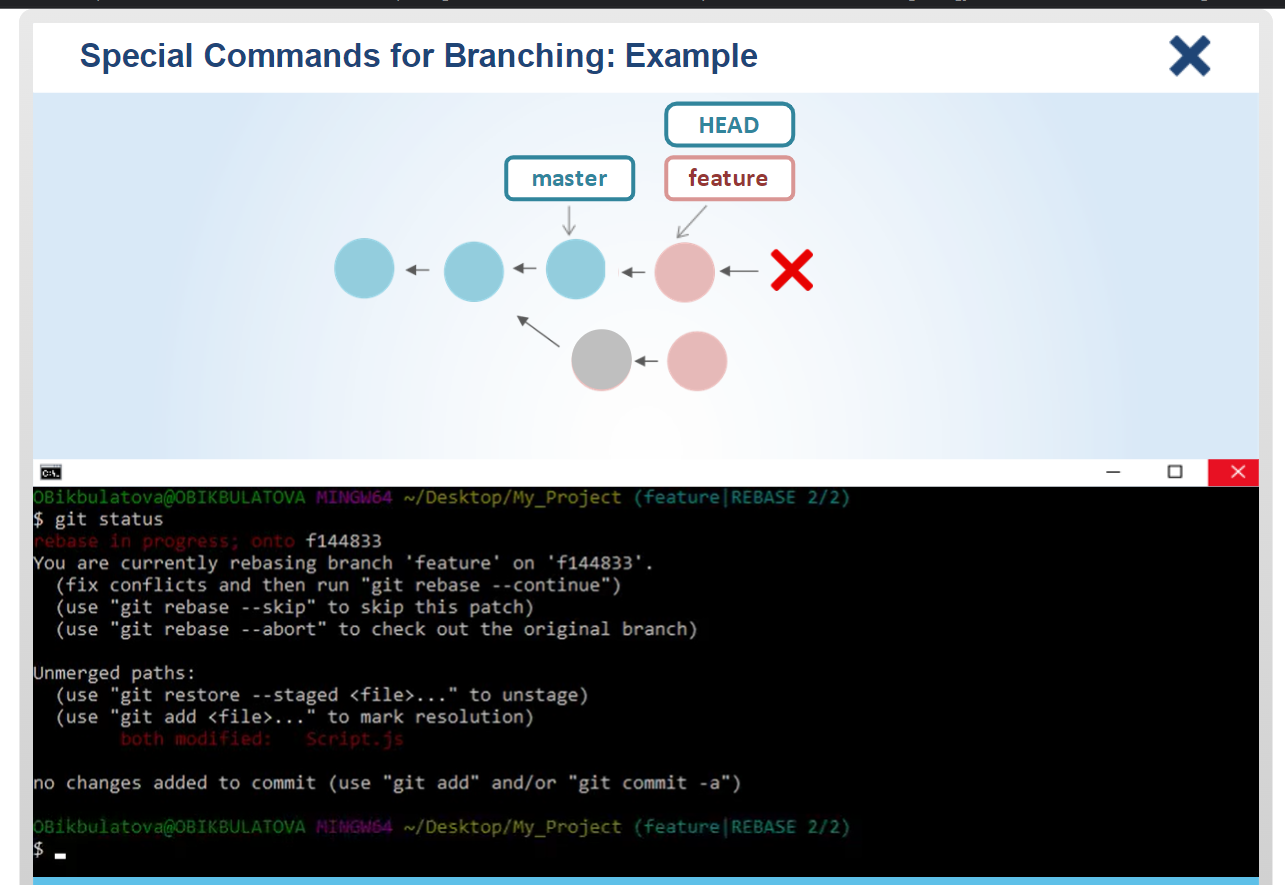 Special Commands for Branching: Example
HEAD
master
feature
C:\.
OBikbulatova@OBIKBULATOVA MINGW64 ~/Desktop/My_Project (feature|REBASE 2/2)
$ git status
rebase in progress; onto f144833
You are currently rebasing branch 'feature' on 'f144833'.
  (fix conflicts and then run "git rebase --continue")
  (use "git rebase --skip" to skip this patch)
  (use "git rebase --abort" to check out the original branch)
Unmerged paths:
  (use "git restore --staged <file>..." to unstage)
  (use "git add <file>..." to mark resolution)
        both modified:   Script.js
no changes added to commit (use "git add" and/or "git commit -a")
OBikbulatova@OBIKBULATOVA MINGW64 ~/Desktop/My_Project (feature|REBASE 2/2)
$